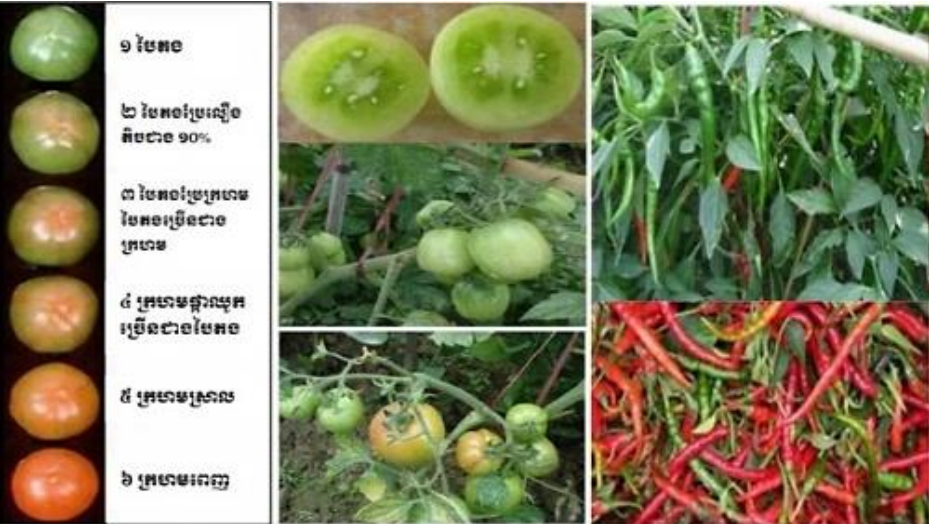 ១ បៃតង
២ បៃតងប្រែលឿង
តិចជាង ១០%
៣ បៃតងប្រែក្រហម
បៃតងច្រើនជាង
ក្រហម
៤ ក្រហមផ្កាឈូក
ច្រើនជាងបៃតង
៥ ក្រហមស្រាល
៦ ក្រហមពេញ